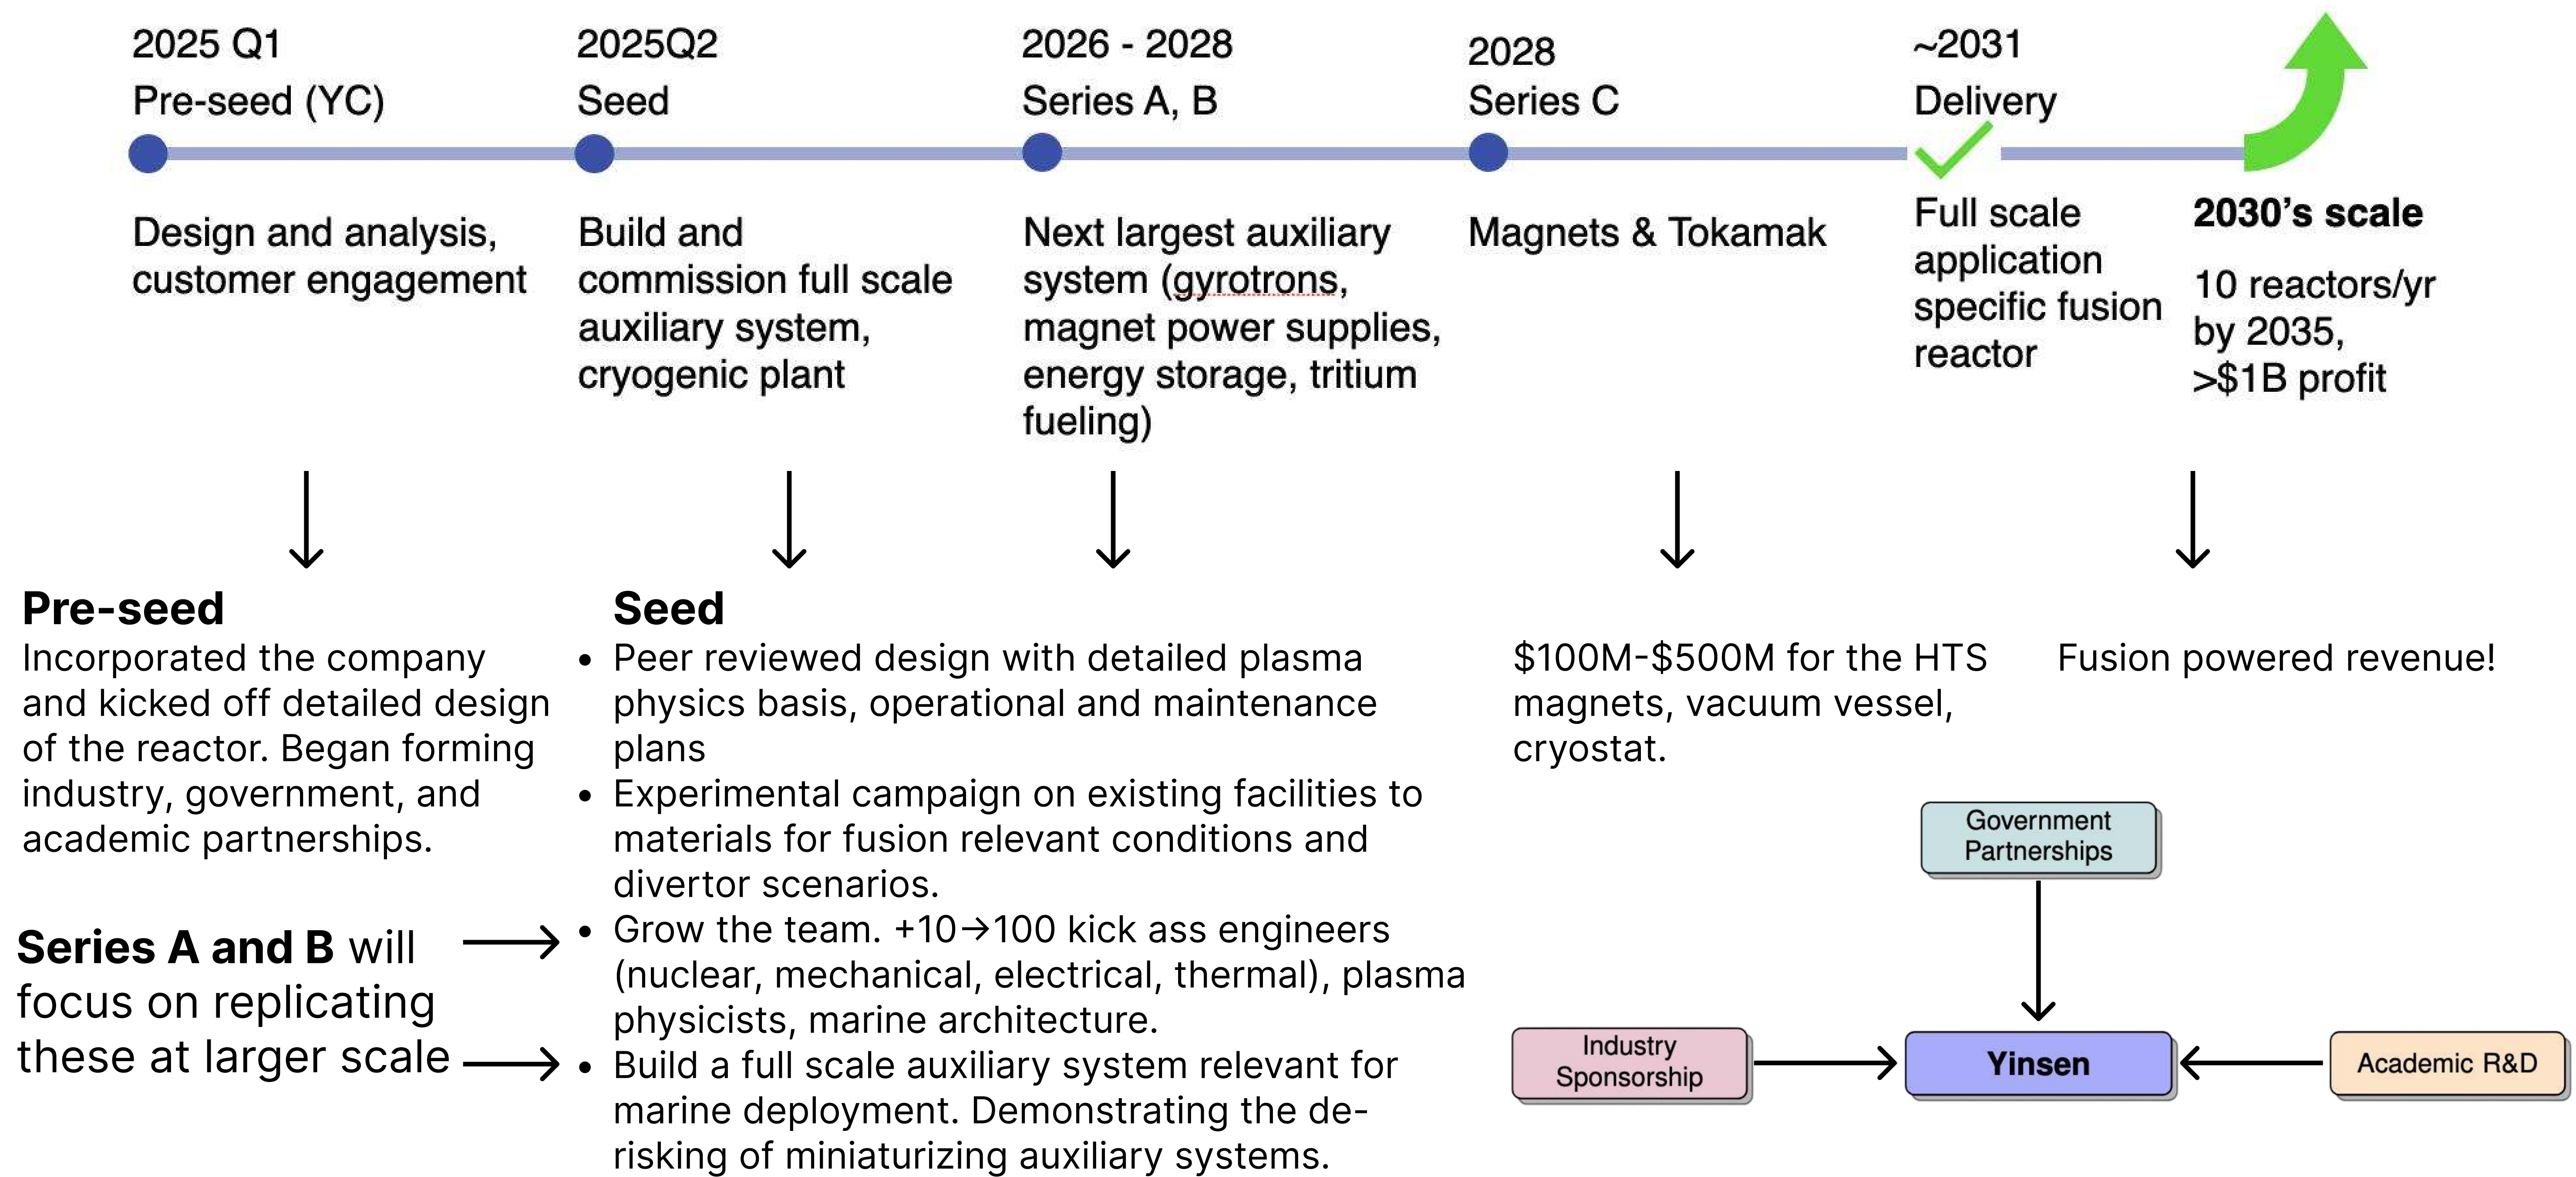 2025 Q1
Pre-seed (YC)
2025Q2
Seed
2026 - 2028
Series A, B
2028
Series C
~2031
Delivery
Design and analysis,
customer engagement
Build and
commission full scale
auxiliary system,
cryogenic plant
Next largest auxiliary
system (gyrotrons,
magnet power supplies,
energy storage, tritium
fueling)
Magnets & Tokamak
Full scale
application
specific fusion
reactor
2030's scale
10 reactors/yr
by 2035,
>$1B profit
Pre-seed
Incorporated the company
and kicked off detailed design
of the reactor. Began forming
industry, government, and
academic partnerships.
Series A and B will
focus on replicating
these at larger scale
Seed
• Peer reviewed design with detailed plasma
physics basis, operational and maintenance
plans
• Experimental campaign on existing facilities to
materials for fusion relevant conditions and
divertor scenarios.
• Grow the team. +10→100 kick ass engineers
(nuclear, mechanical, electrical, thermal), plasma
physicists, marine architecture.
• Build a full scale auxiliary system relevant for
marine deployment. Demonstrating the de-
risking of miniaturizing auxiliary systems.
$100M-$500M for the HTS
magnets, vacuum vessel,
cryostat.
Fusion powered revenue!
Government
Partnerships
Industry
Sponsorship
Yinsen
Academic R&D